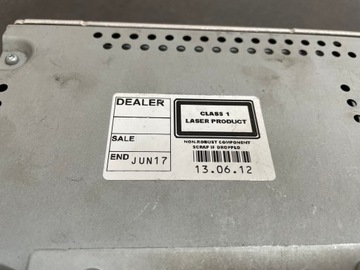 DEALER
SALE
END JUN17
CLASS 1
LASER PRODUCT
NON-ROBUST COMPONENT
SCRAP IF DROPPED
13.06.12